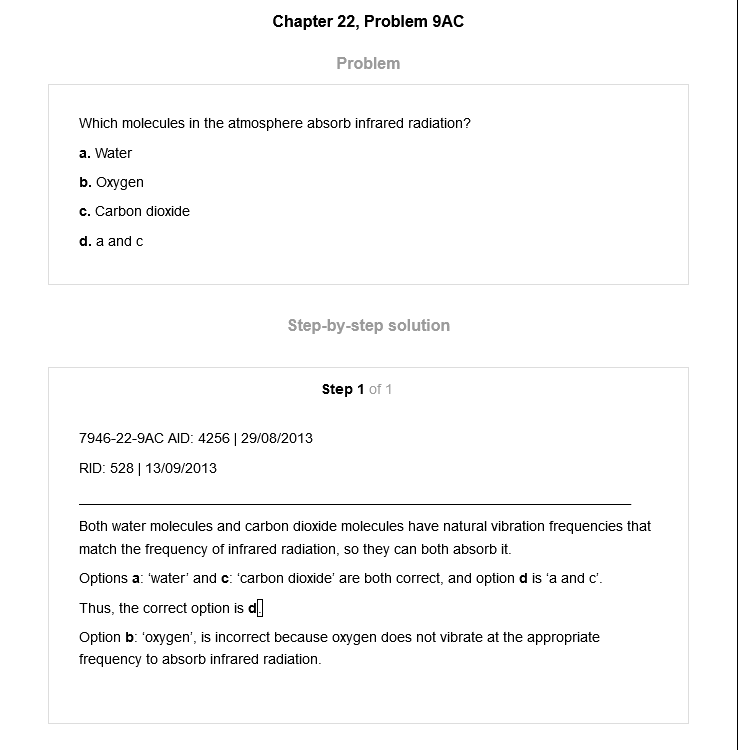 Chapter 22, Problem 9AC
Problem
Which molecules in the atmosphere absorb infrared radiation?
a. Water
b. Oxygen
c. Carbon dioxide
d. a and c
Step-by-step solution
Step 1 of 1
7946-22-9AC AID: 4256 | 29/08/2013
RID: 528 | 13/09/2013
Both water molecules and carbon dioxide molecules have natural vibration frequencies that
match the frequency of infrared radiation, so they can both absorb it.
Options a: ‘water’ and c: ‘carbon dioxide’ are both correct, and option d is ‘a and c’.
Thus, the correct option is d.
Option b: ‘oxygen’, is incorrect because oxygen does not vibrate at the appropriate
frequency to absorb infrared radiation.